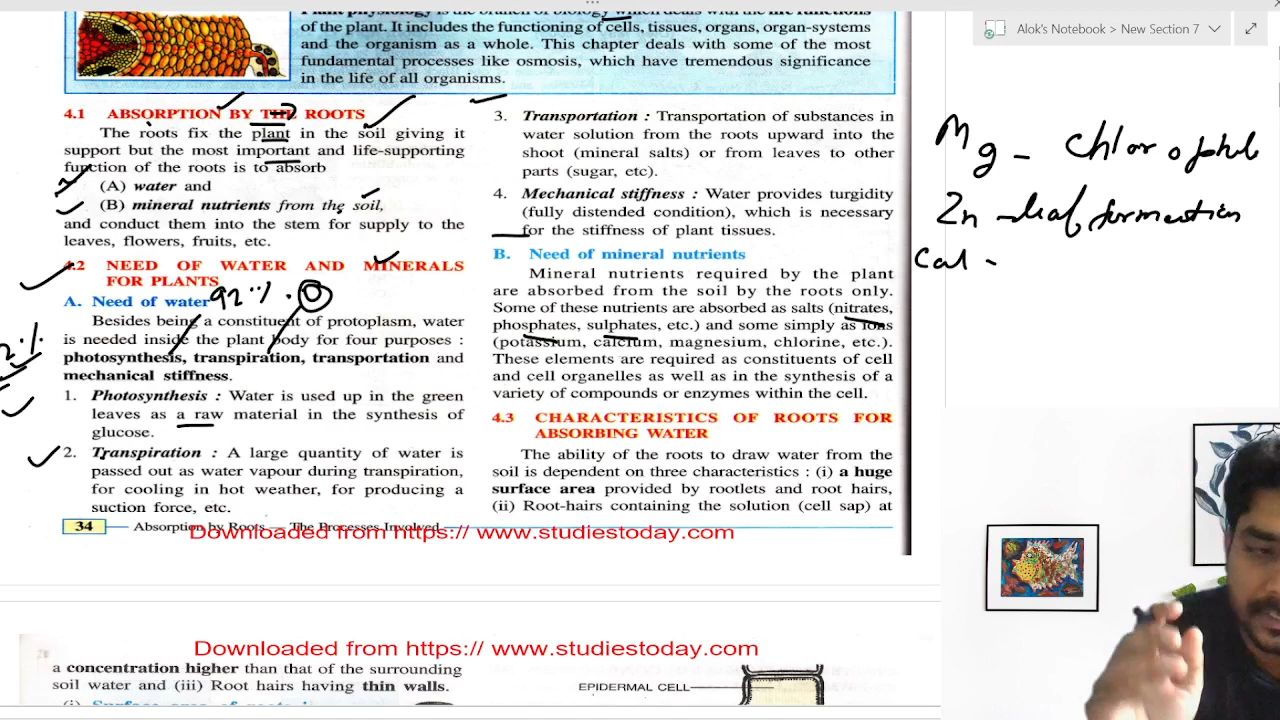 Plant physiology is the branch of biology which deals with the life functions
of the plant. It includes the functioning of cells, tissues, organs, organ-systems
and the organism as a whole. This chapter deals with some of the most
fundamental processes like osmosis, which have tremendous significance
in the life of all organisms.
4.1 ABSORPTION BY THE ROOTS
The roots fix the plant in the soil giving it
support but the most important and life-supporting
function of the roots is to absorb
(A) water and
(B) mineral nutrients from the soil,
and conduct them into the stem for supply to the
leaves, flowers, fruits, etc.
4.2 NEED OF WATER AND MINERALS
FOR PLANTS
A. Need of water 92%.
Besides being a constituent of protoplasm, water
is needed inside the plant body for four purposes :
photosynthesis, transpiration, transportation and
mechanical stiffness.
1. Photosynthesis : Water is used up in the green
leaves as a raw material in the synthesis of
glucose.
2. Transpiration : A large quantity of water is
passed out as water vapour during transpiration,
for cooling in hot weather, for producing a
suction force, etc.
3. Transportation : Transportation of substances in
water solution from the roots upward into the
shoot (mineral salts) or from leaves to other
parts (sugar, etc).
4. Mechanical stiffness : Water provides turgidity
(fully distended condition), which is necessary
for the stiffness of plant tissues.
B. Need of mineral nutrients
Mineral nutrients required by the plant
are absorbed from the soil by the roots only.
Some of these nutrients are absorbed as salts (nitrates,
phosphates, sulphates, etc.) and some simply as ions
(potassium, calcium, magnesium, chlorine, etc.).
These elements are required as constituents of cell
and cell organelles as well as in the synthesis of a
variety of compounds or enzymes within the cell.
4.3 CHARACTERISTICS OF ROOTS FOR
ABSORBING WATER
The ability of the roots to draw water from the
soil is dependent on three characteristics : (i) a huge
surface area provided by rootlets and root hairs,
(ii) Root-hairs containing the solution (cell sap) at
34 Absorption by Roots — The Processes Involved
Downloaded from https:// www.studiestoday.com
Downloaded from https:// www.studiestoday.com
a concentration higher than that of the surrounding
soil water and (iii) Root hairs having thin walls.
EPIDERMAL CELL
Alok's Notebook > New Section 7
Mg -
Zn - leaf formation
Cal -